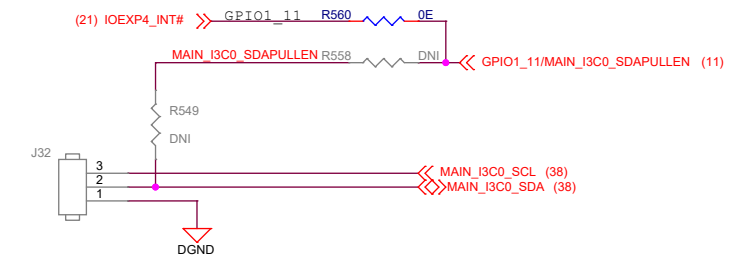 (21) IOEXP4_INT# GPIO1_11 R560 0E
MAIN_I3C0_SDAPULLEN R558 DNI GPIO1_11/MAIN_I3C0_SDAPULLEN (11)
R549
DNI
J32
3 MAIN_I3C0_SCL (38)
2 MAIN_I3C0_SDA (38)
1
DGND